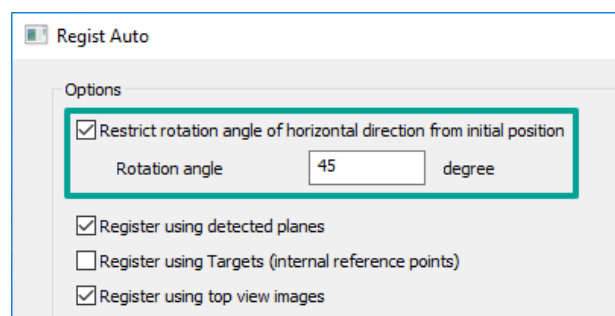 Regist Auto
Options
Restrict rotation angle of horizontal direction from initial position
Rotation angle 45 degree
Register using detected planes
Register using Targets (internal reference points)
Register using top view images